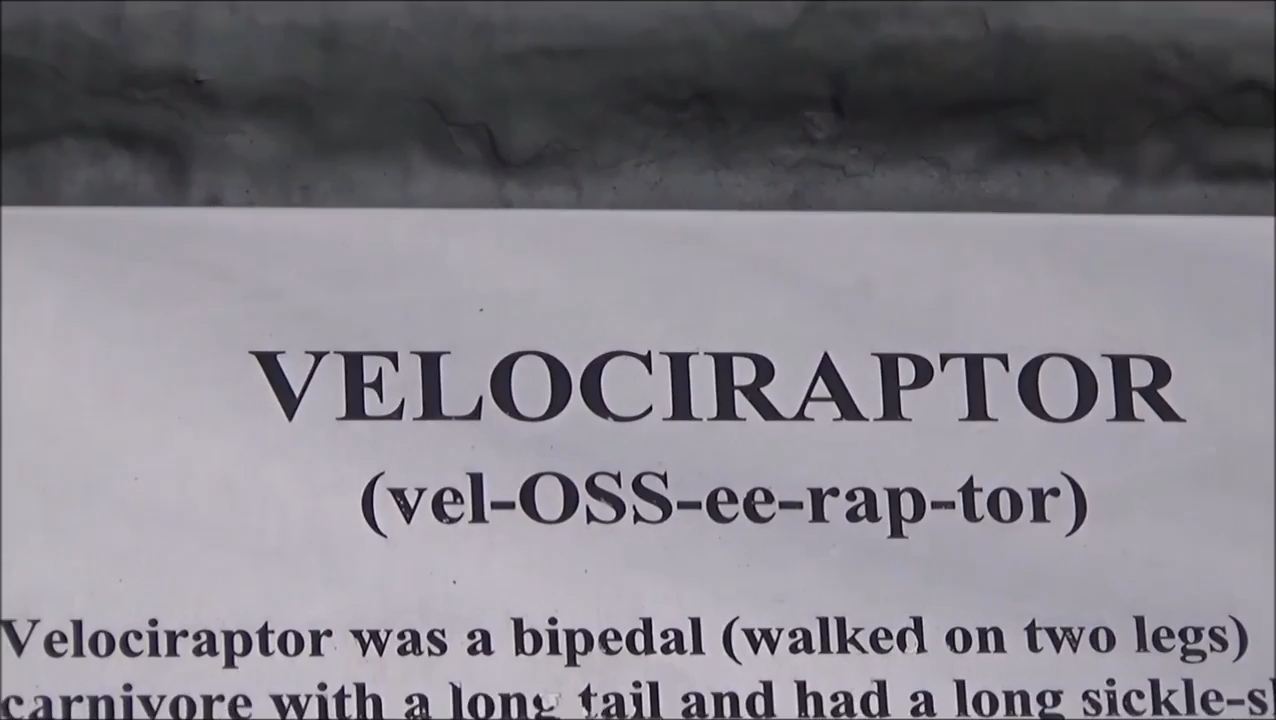 VELOCIRAPTOR
(vel-OSS-ee-rap-tor)
Velociraptor was a bipedal (walked on two legs)
carnivore with a long tail and had a long sickle-s